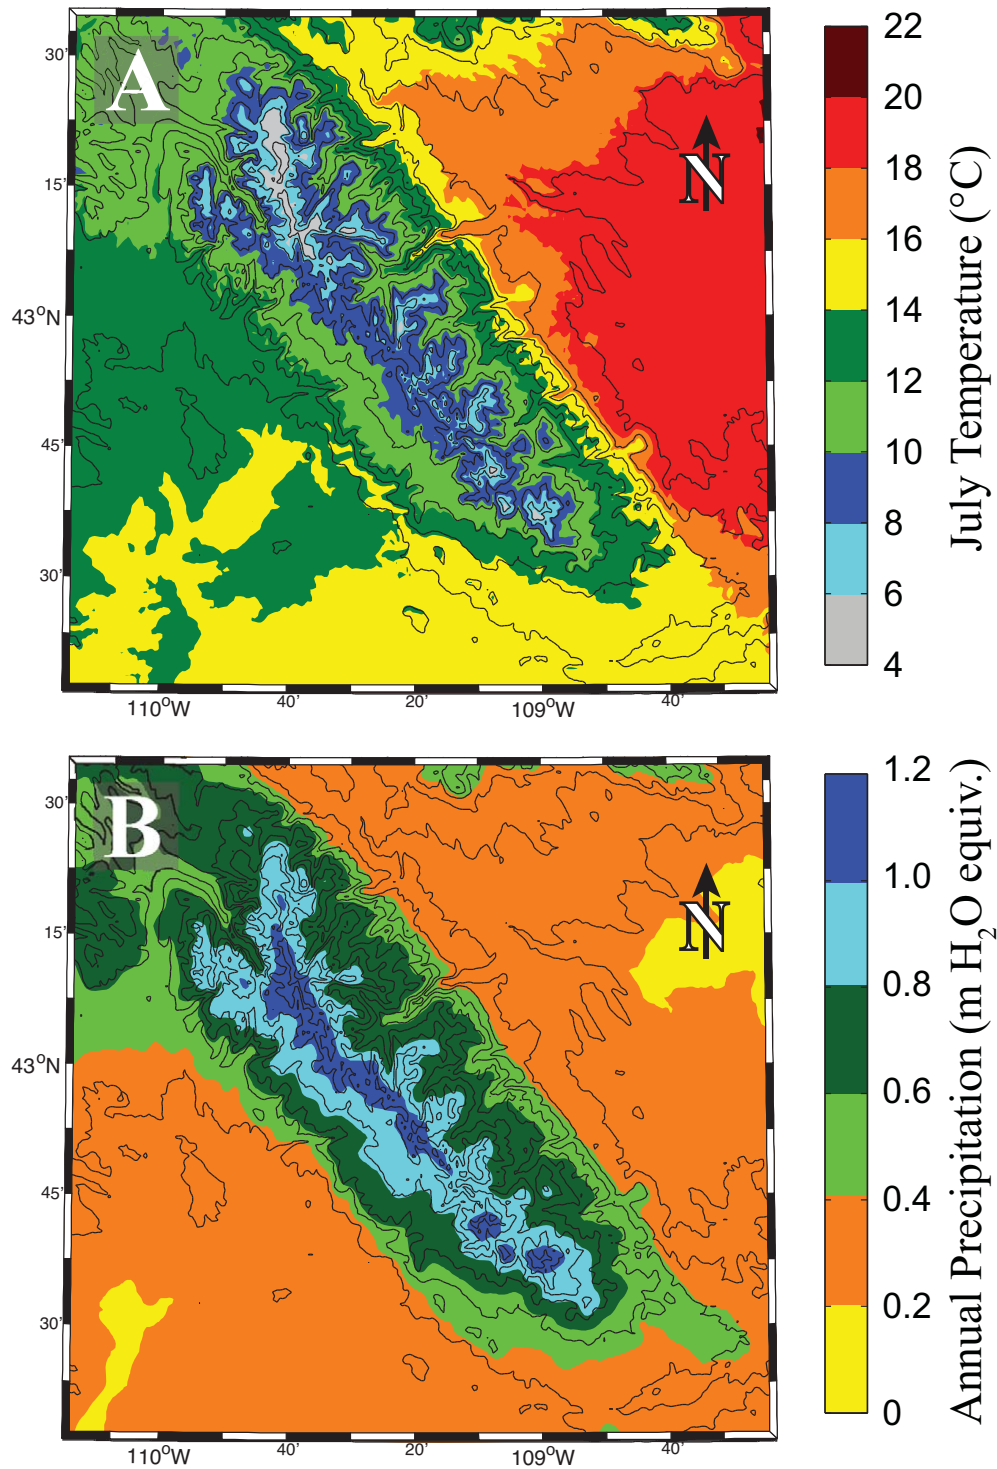 A
N
30'
15'
43°N
45'
30'
110°W
40'
20'
109°W
40'
22
20
18
16
14
12
10
8
6
4
July Temperature (°C)
B
N
30'
15'
43°N
45'
30'
110°W
40'
20'
109°W
40'
1.2
1.0
0.8
0.6
0.4
0.2
0
Annual Precipitation (m H₂O equiv.)